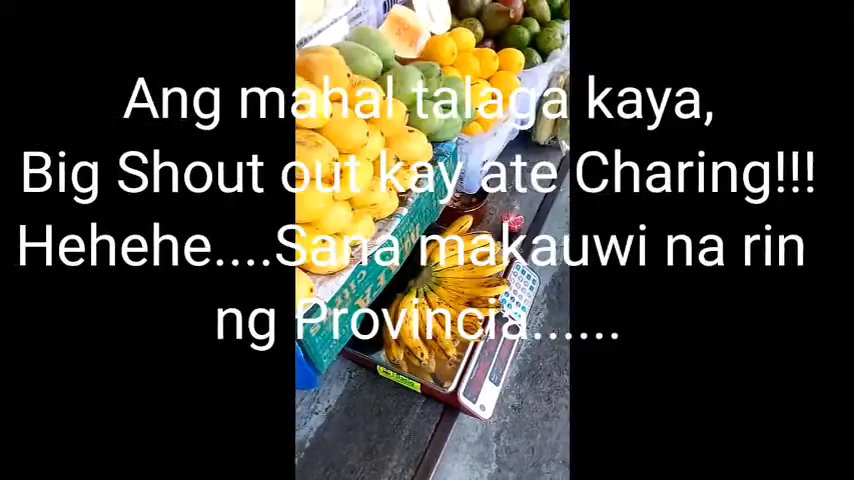 Ang mahal talaga kaya,
Big Shout out kay ate Charing!!!
Hehehe....Sana makauwi na rin
ng Provincia......